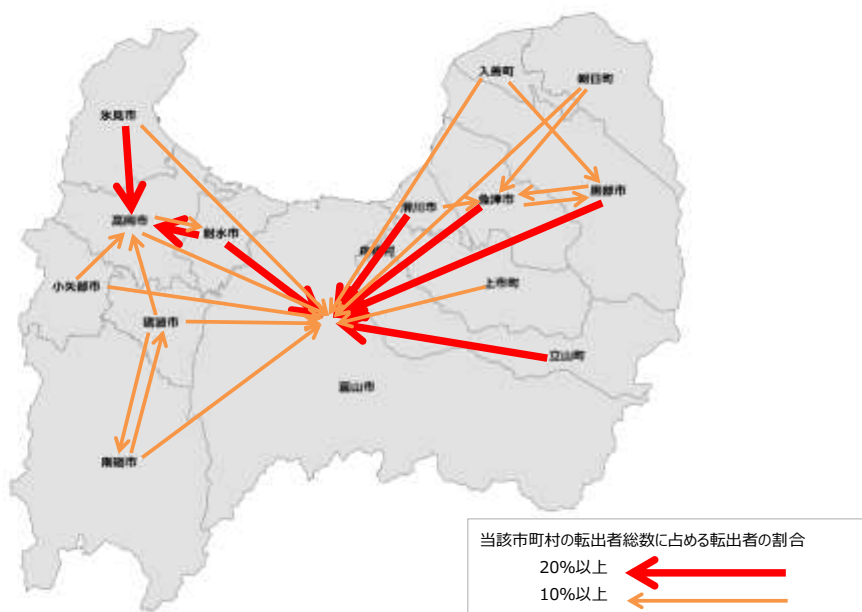 入善町
朝日町
氷見市
黒部市
魚津市
滑川市
高岡市
射水市
上市町
小矢部市
砺波市
立山町
富山市
南砺市
当該市町村の転出者総数に占める転出者の割合
20%以上
10%以上